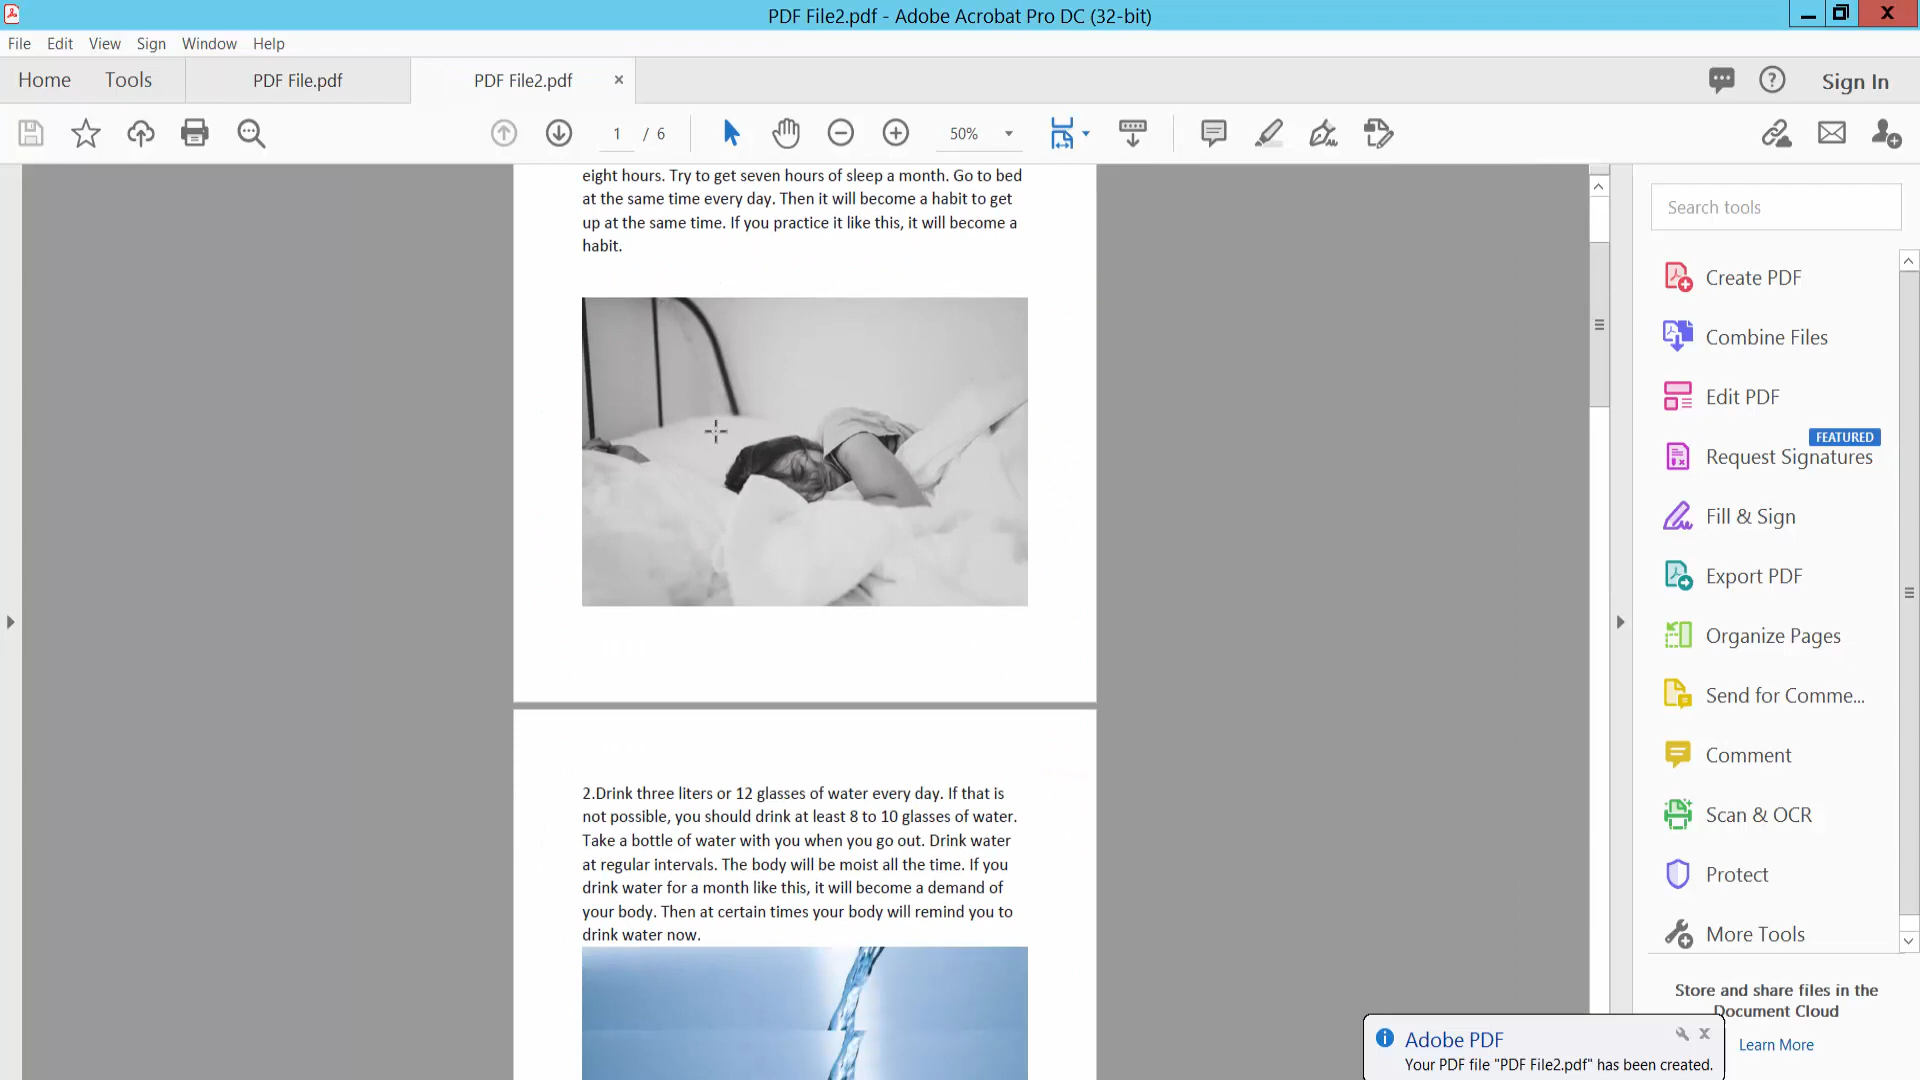 PDF File2.pdf - Adobe Acrobat Pro DC (32-bit)
File Edit View Sign Window Help
Home Tools PDF File.pdf PDF File2.pdf × Sign In
1 / 6 50%
eight hours. Try to get seven hours of sleep a month. Go to bed
at the same time every day. Then it will become a habit to get
up at the same time. If you practice it like this, it will become a
habit.
2.Drink three liters or 12 glasses of water every day. If that is
not possible, you should drink at least 8 to 10 glasses of water.
Take a bottle of water with you when you go out. Drink water
at regular intervals. The body will be moist all the time. If you
drink water for a month like this, it will become a demand of
your body. Then at certain times your body will remind you to
drink water now.
Search tools
Create PDF
Combine Files
Edit PDF
FEATURED
Request Signatures
Fill & Sign
Export PDF
Organize Pages
Send for Comme...
Comment
Scan & OCR
Protect
More Tools
Store and share files in the
Document Cloud
Learn More
Adobe PDF
Your PDF file "PDF File2.pdf" has been created.